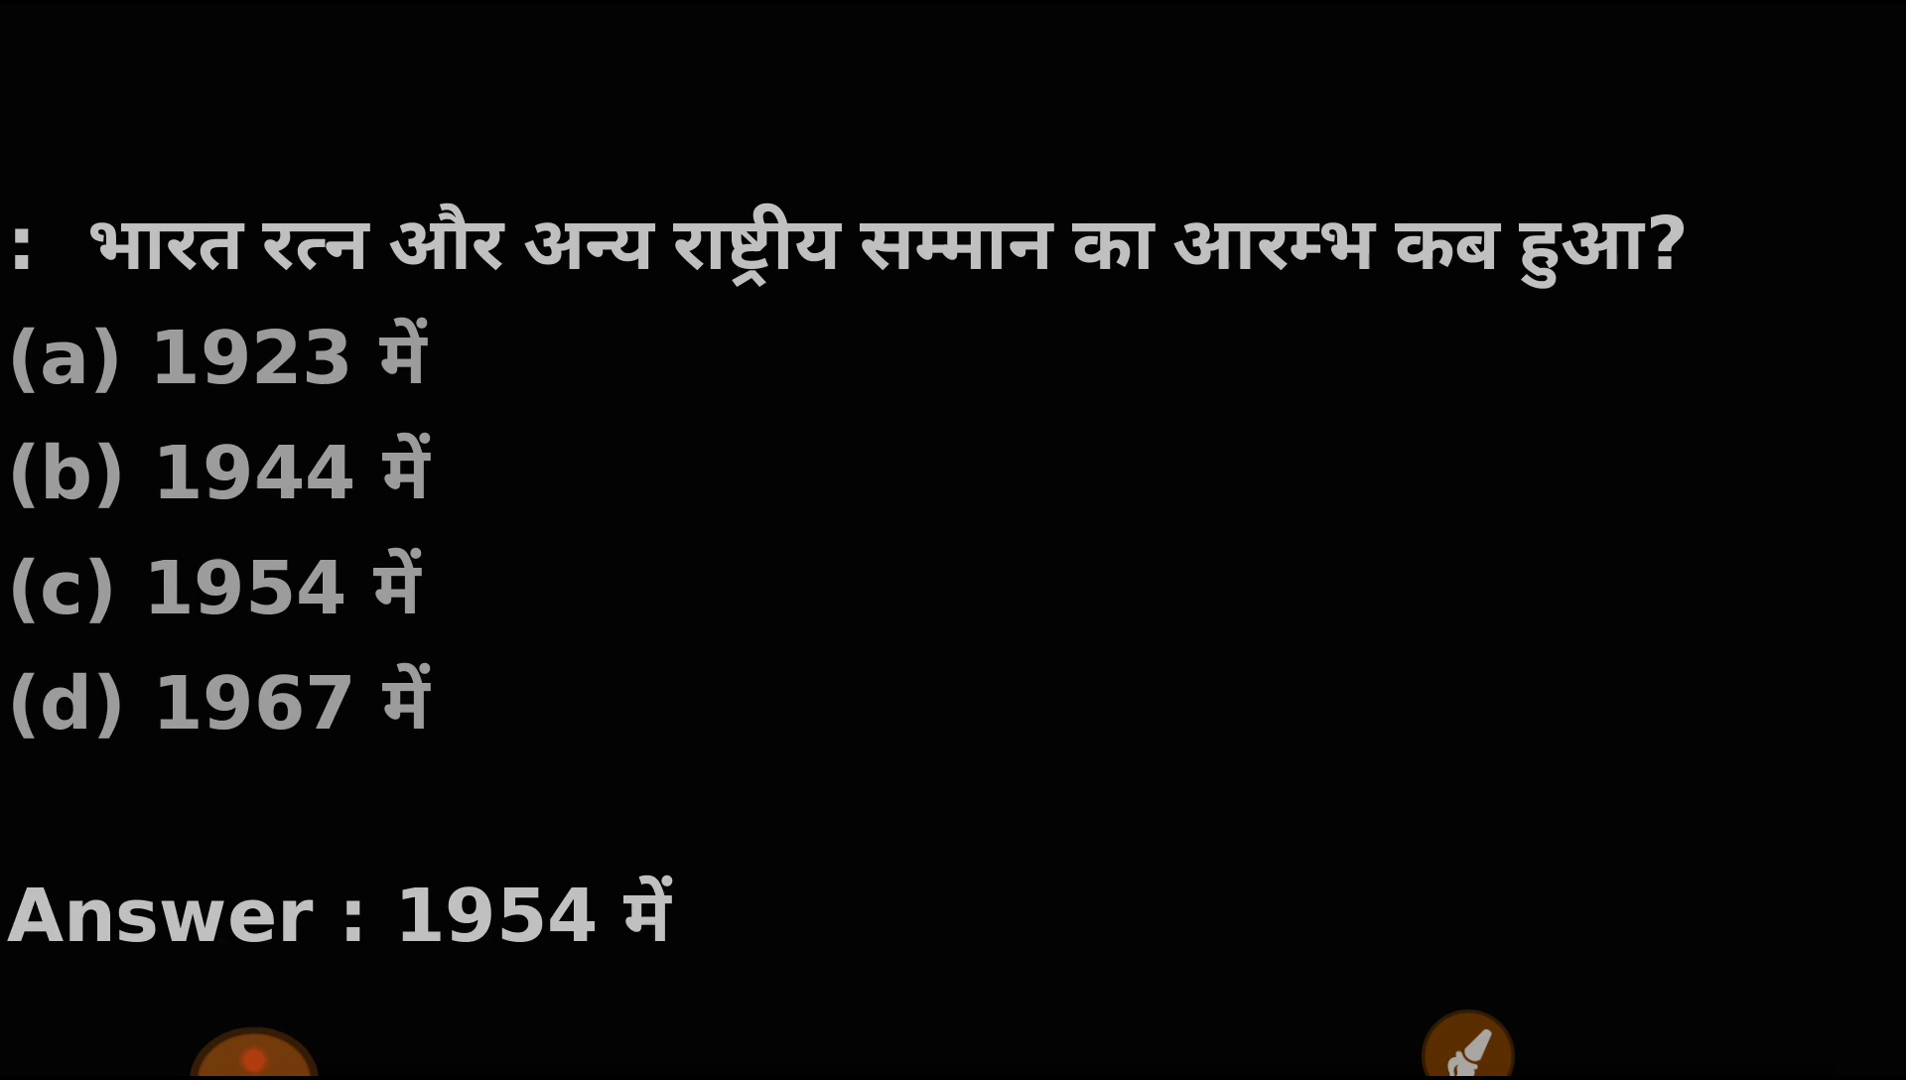 : भारत रत्न और अन्य राष्ट्रीय सम्मान का आरम्भ कब हुआ?
(a) 1923 में
(b) 1944 में
(c) 1954 में
(d) 1967 में
Answer : 1954 में